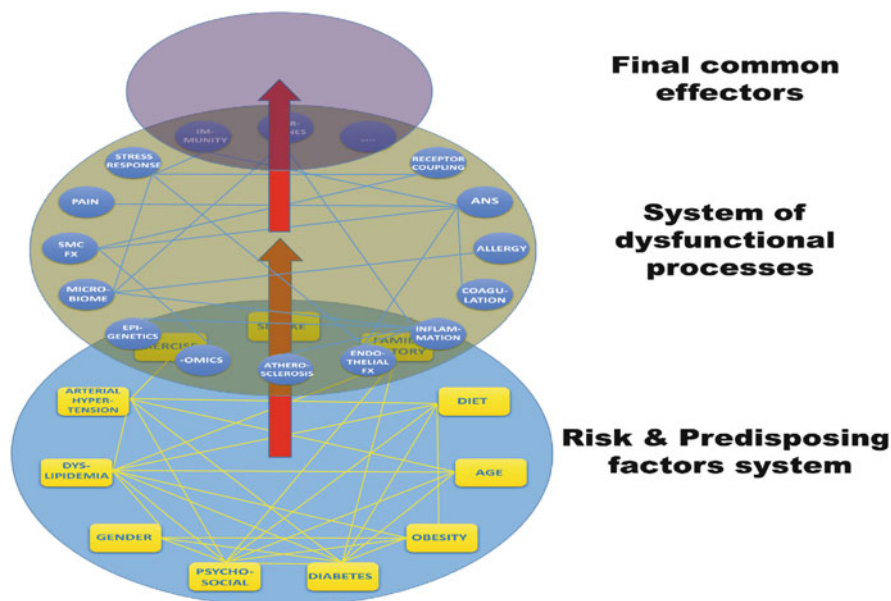 Final common
effectors
IM-
MUNITY
....
STRESS
RESPONSE
RECEPTOR
COUPLING
PAIN
ANS
System of
dysfunctional
processes
SMC
FX
ALLERGY
MICRO-
BIOME
COAGU-
LATION
EPI-
GENETICS
INFLAM-
MATION
-OMICS
ATHERO-
SCLEROSIS
ENDO-
THELIAL
FX
ARTERIAL
HYPER-
TENSION
DIET
Risk & Predisposing
factors system
DYS-
LIPIDEMIA
AGE
GENDER
OBESITY
PSYCHO-
SOCIAL
DIABETES